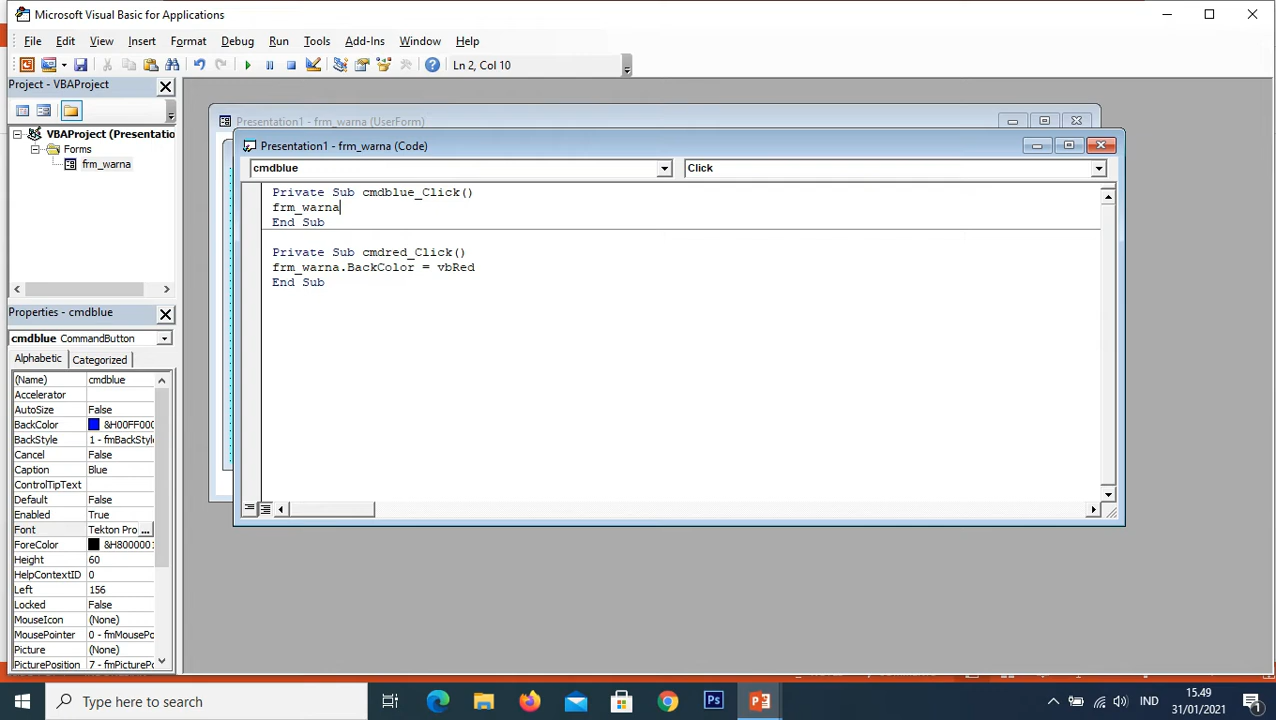 Microsoft Visual Basic for Applications
File Edit View Insert Format Debug Run Tools Add-Ins Window Help
Ln 2, Col 10
Project - VBAProject
VBAProject (Presentatio
Forms
frm_warna
Presentation1 - frm_warna (UserForm)
Presentation1 - frm_warna (Code)
cmdblue
Click
Private Sub cmdblue_Click()
frm_warna
End Sub
Private Sub cmdred_Click()
frm_warna.BackColor = vbRed
End Sub
Properties - cmdblue
cmdblue CommandButton
Alphabetic Categorized
(Name) cmdblue
Accelerator
AutoSize False
BackColor &H00FF000
BackStyle 1 - fmBackStyl
Cancel False
Caption Blue
ControlTipText
Default False
Enabled True
Font Tekton Pro ...
ForeColor &H800001
Height 60
HelpContextID 0
Left 156
Locked False
MouseIcon (None)
MousePointer 0 - fmMousePo
Picture (None)
PicturePosition 7 - fmPicturePo
Type here to search
Ps
IND
15.49
31/01/2021
1